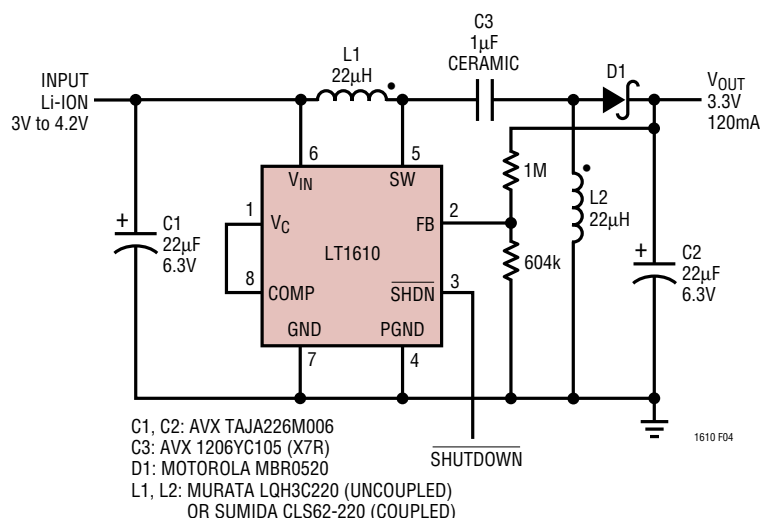 C3
1µF
CERAMIC
L1
22µH
D1
INPUT
Li-ION
3V to 4.2V
VOUT
3.3V
120mA
6
5
VIN
SW
1M
L2
22µH
1
VC
2
FB
+
C1
22µF
6.3V
LT1610
604k
+
C2
22µF
6.3V
8
COMP
3
SHDN
GND
PGND
7
4
C1, C2: AVX TAJA226M006
C3: AVX 1206YC105 (X7R)
D1: MOTOROLA MBR0520
L1, L2: MURATA LQH3C220 (UNCOUPLED)
OR SUMIDA CLS62-220 (COUPLED)
SHUTDOWN
1610 F04